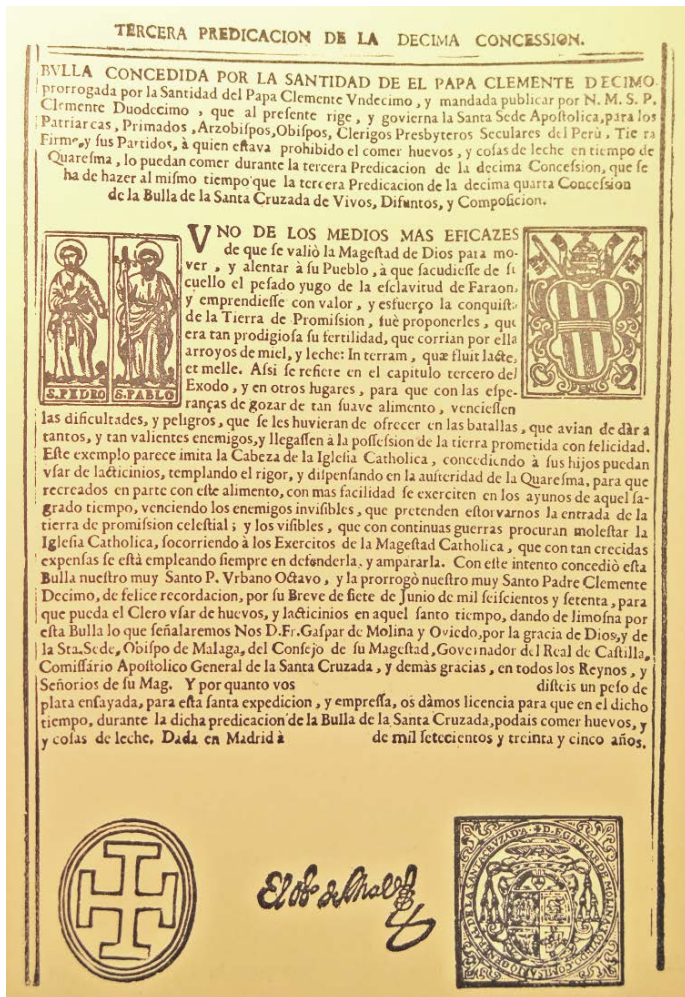 TERCERA PREDICACION DE LA DECIMA CONCESSION.
BVLLA CONCEDIDA POR LA SANTIDAD DE EL PAPA CLEMENTE DECIMO
prorrogada por la Santidad del Papa Clemente Vndecimo, y mandada publicar por N. M. S. P.
Clemente Duodecimo, que al preſente rige, y govierna la Santa Sede Apoſtolica, para los
Patriarcas, Primados, Arzobiſpos, Obiſpos, Clerigos Presbyteros Seculares del Perù, Tie ra
Firme, y ſus Partidos, à quien eſtava prohibido el comer huevos, y coſas de leche en tiempo de
Quareſma, lo puedan comer durante la tercera Predicacion de la decima Conceſsion, que ſe
ha de hazer al miſmo tiempo que la tercera Predicacion de la decima quarta Conceſsion
de la Bulla de la Santa Cruzada de Vivos, Difuntos, y Compoſicion.
VNO DE LOS MEDIOS MAS EFICAZES
de que ſe valiò la Mageſtad de Dios para mo-
ver, y alentar à ſu Pueblo, à que ſacudieſſe de ſu
cuello el peſado yugo de la eſclavitud de Faraon,
y emprendieſſe con valor, y esfuerço la conquiſta
de la Tierra de Promiſsion, fuè proponerles, que
era tan prodigioſa ſu fertilidad, que corrian por ella
arroyos de miel, y leche: In terram, quæ fluit lacte,
et melle. Aſsi ſe refiere en el capitulo tercero del
Exodo, y en otros lugares, para que con las eſpe-
ranças de gozar de tan ſuave alimento, vencieſſen
S. PEDRO S. PABLO
las dificultades, y peligros, que ſe les huvieran de ofrecer en las batallas, que avian de dàr a
tantos, y tan valientes enemigos, y llegaſſen à la poſſeſsion de la tierra prometida con felicidad.
Eſte exemplo parece imita la Cabeza de la Igleſia Catholica, concediendo à ſus hijos puedan
vſar de lacticinios, templando el rigor, y diſpenſando en la auſteridad de la Quareſma, para que
recreados en parte con eſte alimento, con mas facilidad ſe exerciten en los ayunos de aquel ſa-
grado tiempo, venciendo los enemigos inviſibles, que pretenden eſtorvarnos la entrada de la
tierra de promiſsion celeſtial; y los viſibles, que con continuas guerras procuran moleſtar la
Igleſia Catholica, ſocorriendo à los Exercitos de la Mageſtad Catholica, que con tan crecidas
expenſas ſe eſtà empleando ſiempre en defenderla, y ampararla. Con eſte intento concediò eſta
Bulla nueſtro muy Santo P. Vrbano Octavo, y la prorrogò nueſtro muy Santo Padre Clemente
Decimo, de felice recordacion, por ſu Breve de ſiete de Junio de mil ſeiſcientos y ſetenta, para
que pueda el Clero vſar de huevos, y lacticinios en aquel ſanto tiempo, dando de limoſna por
eſta Bulla lo que ſeñalaremos Nos D. Fr. Gaſpar de Molina y Oviedo, por la gracia de Dios, y de
la Sta. Sede, Obiſpo de Malaga, del Conſejo de ſu Mageſtad, Governador del Real de Caſtilla,
Comiſſario Apoſtolico General de la Santa Cruzada, y demàs gracias, en todos los Reynos, y
Señorios de ſu Mag. Y por quanto vos diſteis un peſo de
plata enſayada, para eſta ſanta expedicion, y empreſſa, os dàmos licencia para que en el dicho
tiempo, durante la dicha predicacion de la Bulla de la Santa Cruzada, podais comer huevos, y
y coſas de leche. Dada en Madrid à de mil ſetecientos y treinta y cinco años.